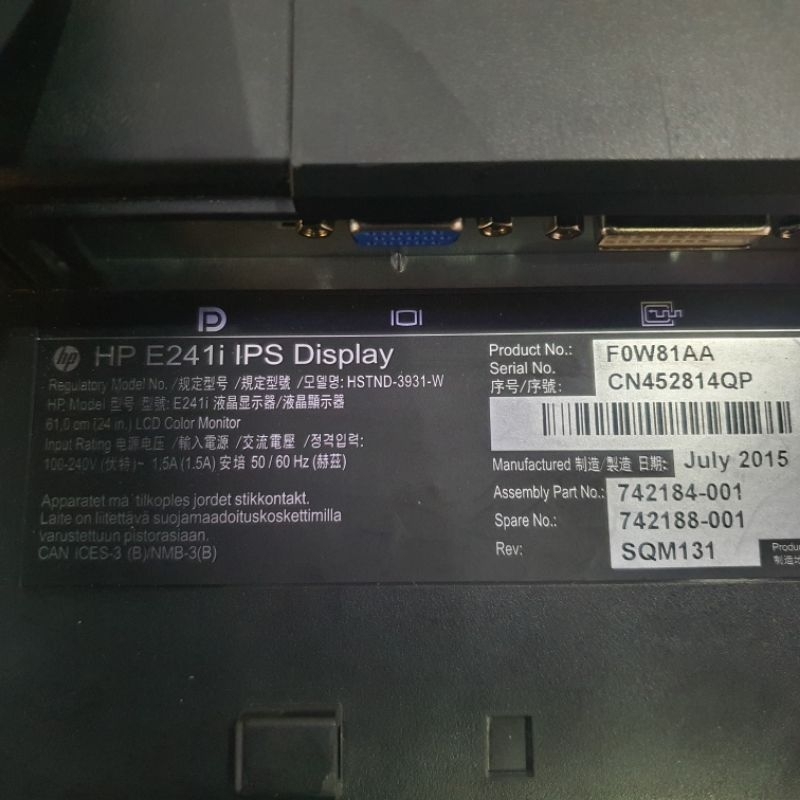 hp HP E241i IPS Display
Regulatory Model No. /规定型号 /規定型號 /모델명: HSTND-3931-W
HP Model 型号 型號: E241i 液晶显示器/液晶顯示器
61,0 cm (24 in.) LCD Color Monitor
Input Rating 电源电压 /輸入電源 /交流電壓 /정격입력:
100-240V (伏特)~ 1.5A (1.5A) 安培 50 / 60 Hz (赫茲)
Apparatet må tilkoples jordet stikkontakt.
Laite on liitettävä suojamaadoituskoskettimilla
varustettuun pistorasiaan.
CAN ICES-3 (B)/NMB-3(B)
Product No.: F0W81AA
Serial No.
序号/序號: CN452814QP
Manufactured 制造/製造 日期: July 2015
Assembly Part No.: 742184-001
Spare No.: 742188-001
Rev: SQM131